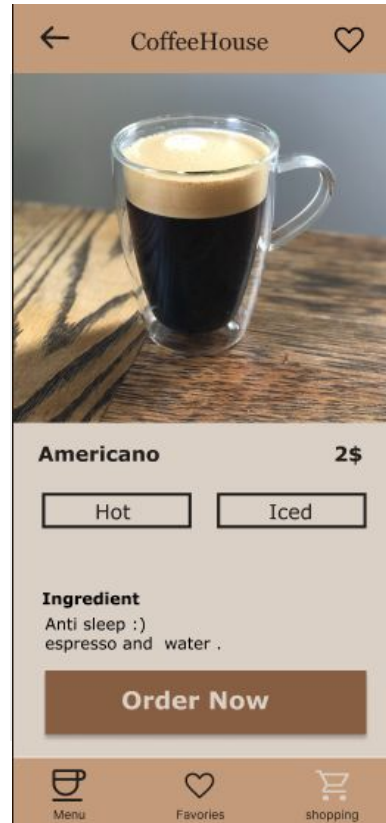 CoffeeHouse
Americano 2$
Hot Iced
Ingredient
Anti sleep :)
espresso and water .
Order Now
Menu Favories shopping